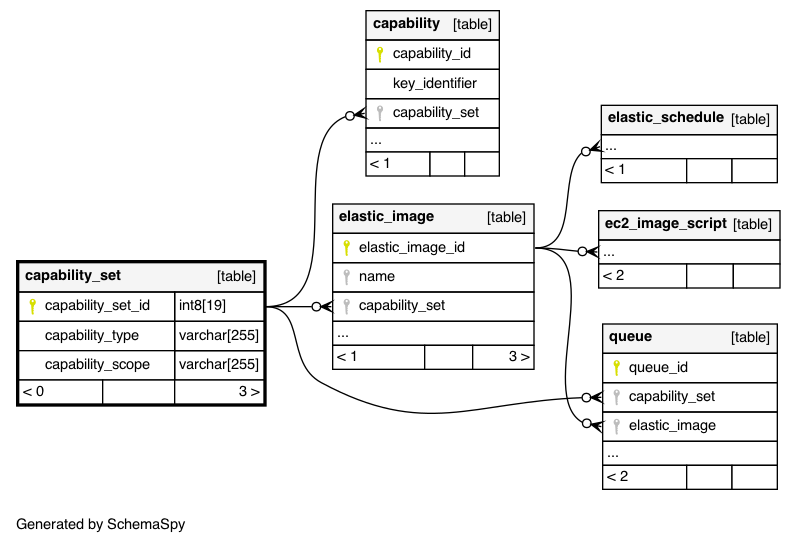 capability [table]
capability_id
key_identifier
capability_set
...
< 1
elastic_schedule [table]
...
< 1
elastic_image [table]
elastic_image_id
name
capability_set
...
< 1 3 >
ec2_image_script [table]
...
< 2
capability_set [table]
capability_set_id int8[19]
capability_type varchar[255]
capability_scope varchar[255]
< 0 3 >
queue [table]
queue_id
capability_set
elastic_image
...
< 2
Generated by SchemaSpy